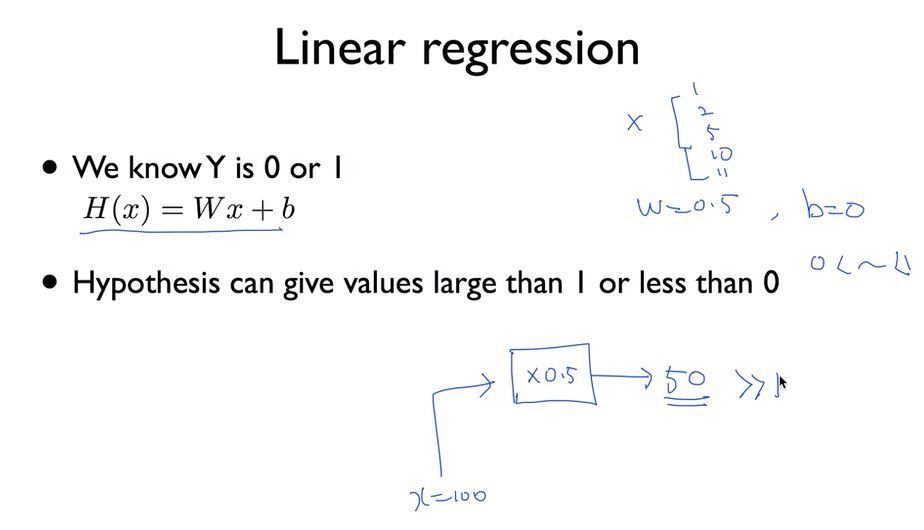 Linear regression
x
1
2
5
10
11
• We know Y is 0 or 1
H(x) = Wx + b
w=0.5 , b=0
0 < ~ <1
• Hypothesis can give values large than 1 or less than 0
x0.5
50 >> 1
x=100